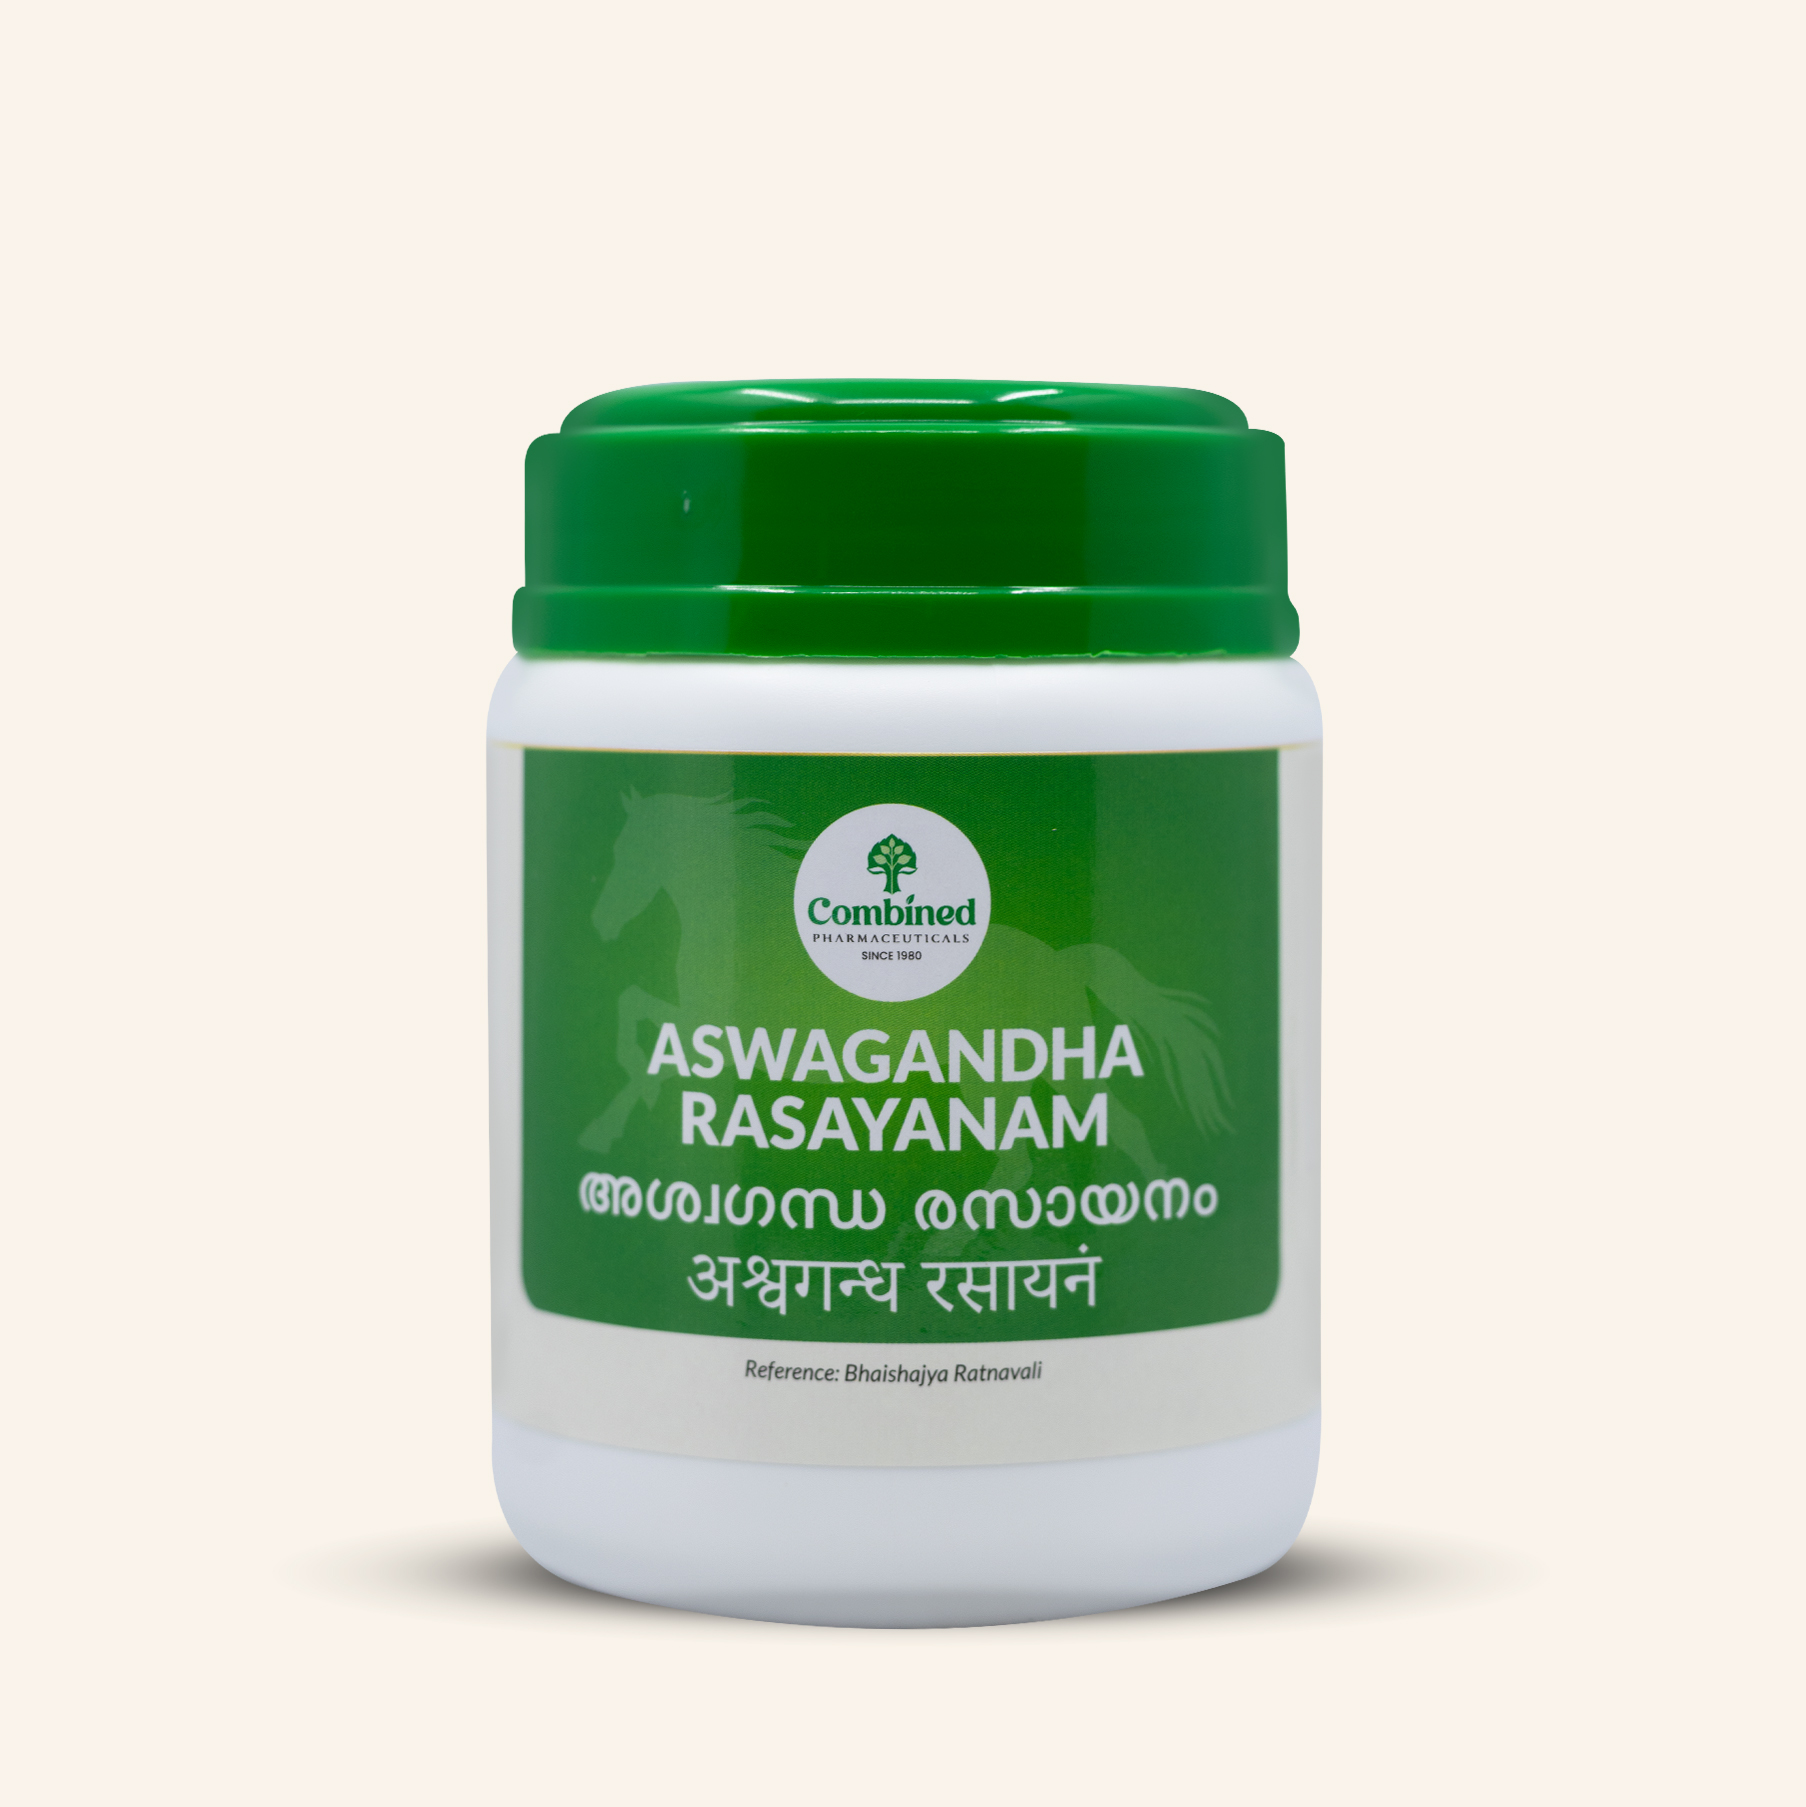 Combined
PHARMACEUTICALS
SINCE 1980
ASWAGANDHA
RASAYANAM
അശ്വഗന്ധ രസായനം
अश्वगन्ध रसायनं
Reference: Bhaishajya Ratnavali